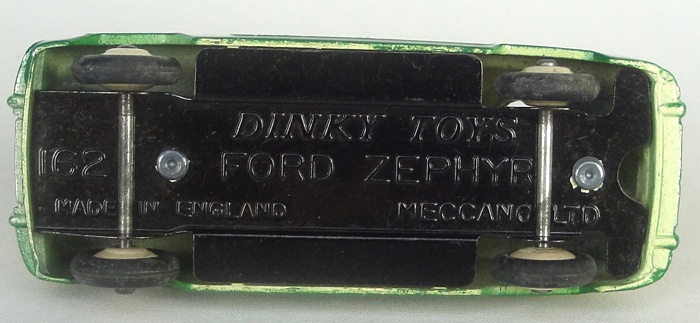 DINKY TOYS
162 FORD ZEPHYR
MADE IN ENGLAND MECCANO LTD